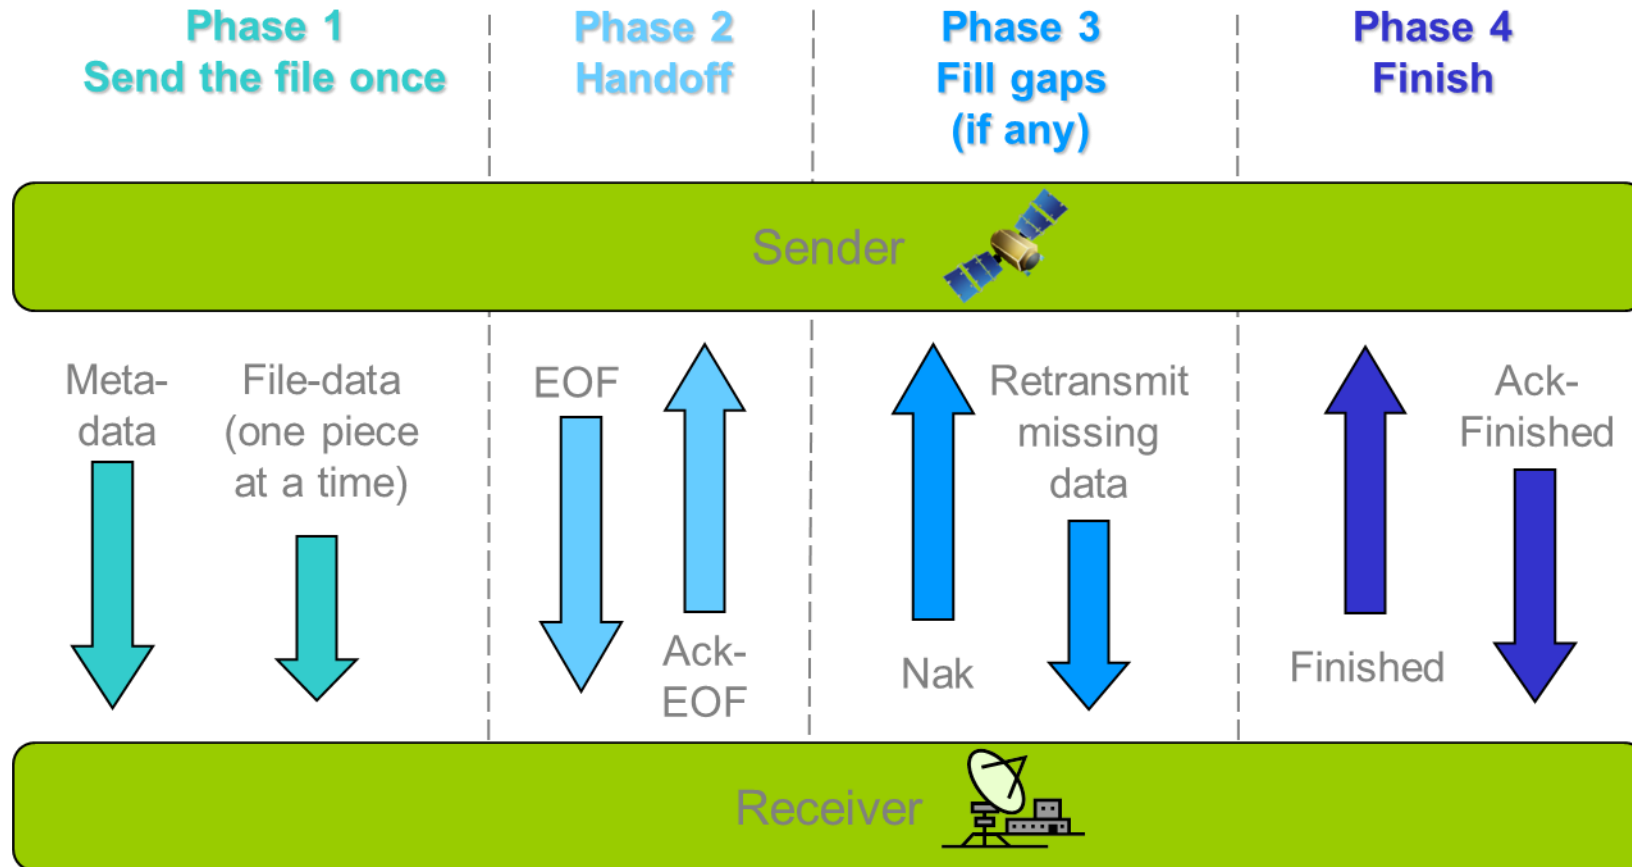 Phase 1
Send the file once
Phase 2
Handoff
Phase 3
Fill gaps
(if any)
Phase 4
Finish
Sender
Meta-
data
File-data
(one piece
at a time)
EOF
Ack-
EOF
Nak
Retransmit
missing
data
Finished
Ack-
Finished
Receiver